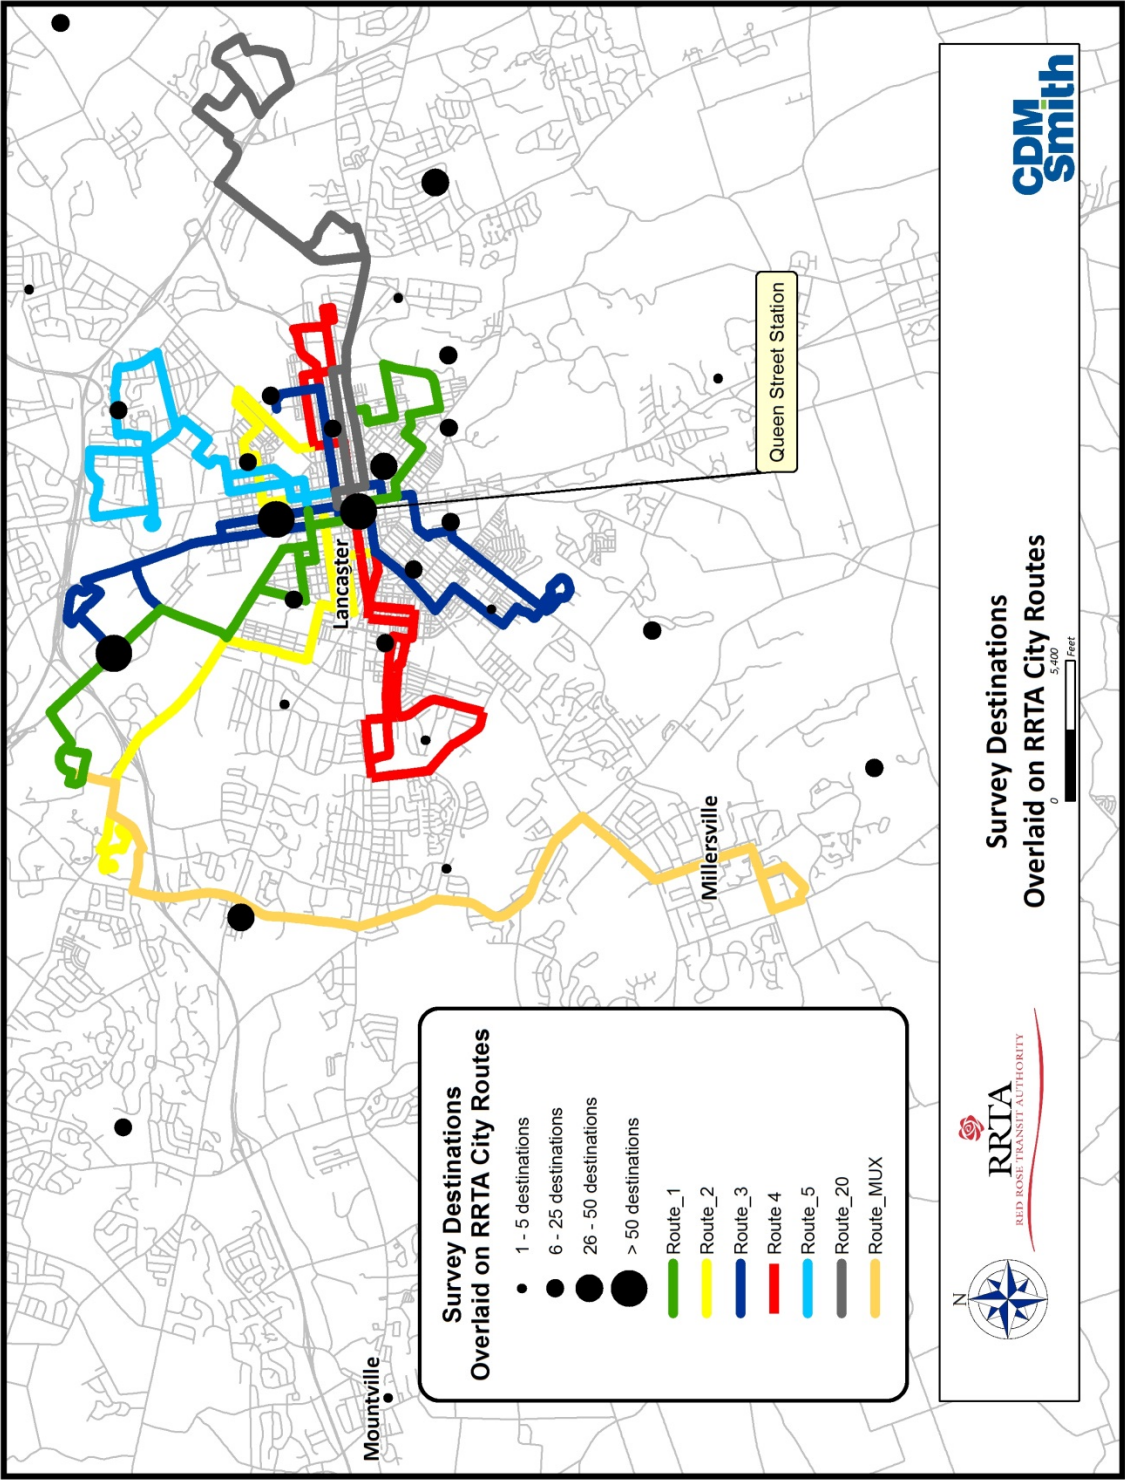 Mountville
Lancaster
Millersville
Queen Street Station
Survey Destinations
Overlaid on RRTA City Routes
1 - 5 destinations
6 - 25 destinations
26 - 50 destinations
> 50 destinations
Route_1
Route_2
Route_3
Route 4
Route_5
Route_20
Route_MUX
N
RRTA
RED ROSE TRANSIT AUTHORITY
Survey Destinations
Overlaid on RRTA City Routes
0
5,400
Feet
CDM
Smith